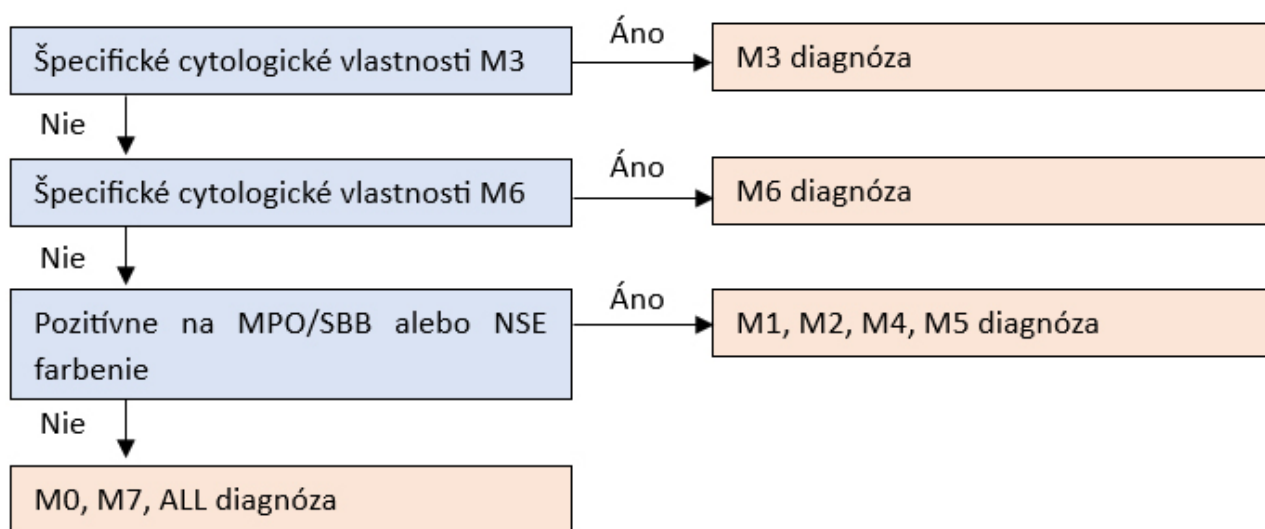 Špecifické cytologické vlastnosti M3
Áno
M3 diagnóza
Nie
Špecifické cytologické vlastnosti M6
Áno
M6 diagnóza
Nie
Pozitívne na MPO/SBB alebo NSE
farbenie
Áno
M1, M2, M4, M5 diagnóza
Nie
M0, M7, ALL diagnóza